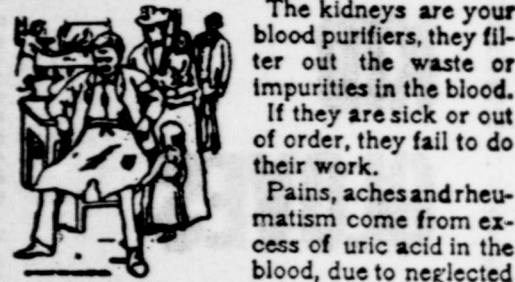 The kidneys are your
blood purifiers, they fil-
ter out the waste or
impurities in the blood.
If they are sick or out
of order, they fail to do
their work.
Pains, aches and rheu-
matism come from ex-
cess of uric acid in the
blood, due to neglected